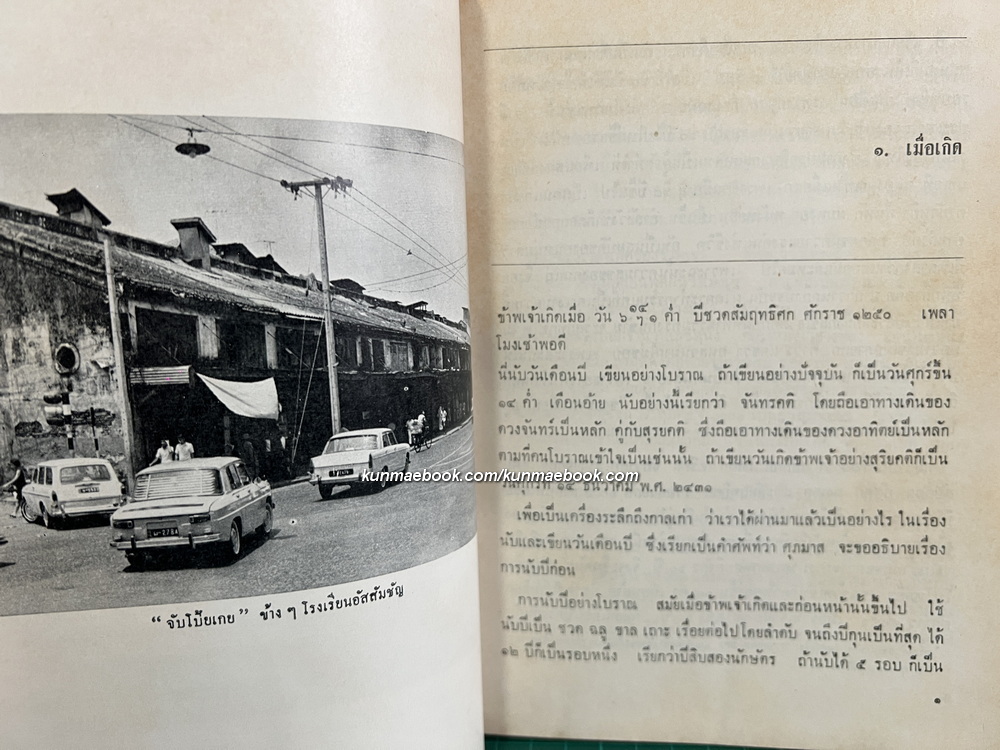 “ จับโป๊ยเกย ” ข้าง ๆ โรงเรียนอัสสัมชัญ
kunmaebook.com/kunmaebook.com
๑. เมื่อเกิด
ข้าพเจ้าเกิดเมื่อ วัน ๖ ๑๔ฯ ๑ ค่ำ ปีชวดสัมฤทธิศก ศักราช ๑๒๕๐ เพลา
โมงเช้าพอดี
นี่นับวันเดือนปี เขียนอย่างโบราณ ถ้าเขียนอย่างปัจจุบัน ก็เป็นวันศุกร์ขึ้น
๑๔ ค่ำ เดือนอ้าย นับอย่างนี้เรียกว่า จันทรคติ โดยถือเอาทางเดินของ
ดวงจันทร์เป็นหลัก คู่กับสุรยคติ ซึ่งถือเอาทางเดินของดวงอาทิตย์เป็นหลัก
ตามที่คนโบราณเข้าใจเป็นเช่นนั้น ถ้าเขียนวันเกิดข้าพเจ้าอย่างสุริยคติก็เป็น
วันศุกร์ที่ ๑๔ ธันวาคม พ.ศ. ๒๔๓๑
เพื่อเป็นเครื่องระลึกถึงกาลเก่า ว่าเราได้ผ่านมาแล้วเป็นอย่างไร ในเรื่อง
นับและเขียนวันเดือนปี ซึ่งเรียกเป็นคำศัพท์ว่า ศุภมาส จะขออธิบายเรื่อง
การนับปีก่อน
การนับปีอย่างโบราณ สมัยเมื่อข้าพเจ้าเกิดและก่อนหน้านั้นขึ้นไป ใช้
นับปีเป็น ชวด ฉลู ขาล เถาะ เรื่อยต่อไปโดยลำดับ จนถึงปีกุนเป็นที่สุด ได้
๑๒ ปีก็เป็นรอบหนึ่ง เรียกว่าปีสิบสองนักษัตร ถ้านับได้ ๕ รอบ ก็เป็น
๑